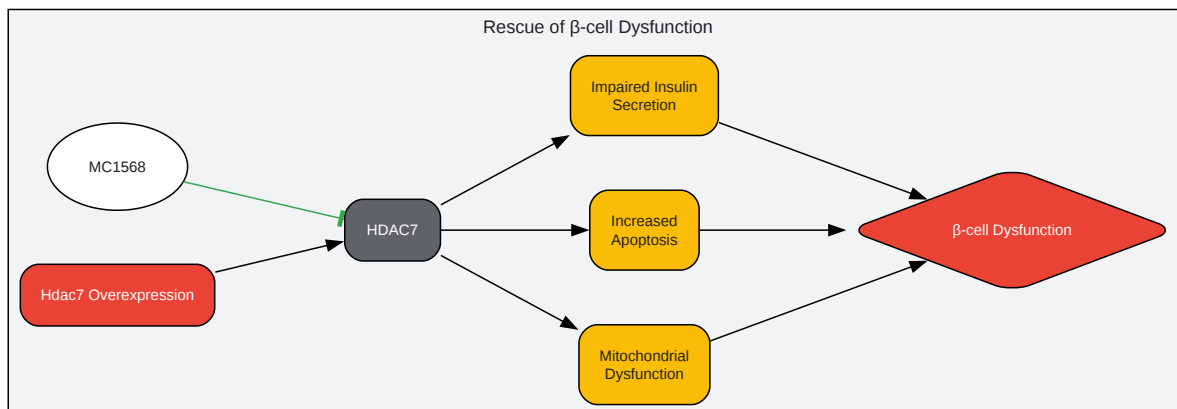 Rescue of β-cell Dysfunction
Impaired Insulin
Secretion
MC1568
HDAC7
Increased
Apoptosis
β-cell Dysfunction
Hdac7 Overexpression
Mitochondrial
Dysfunction